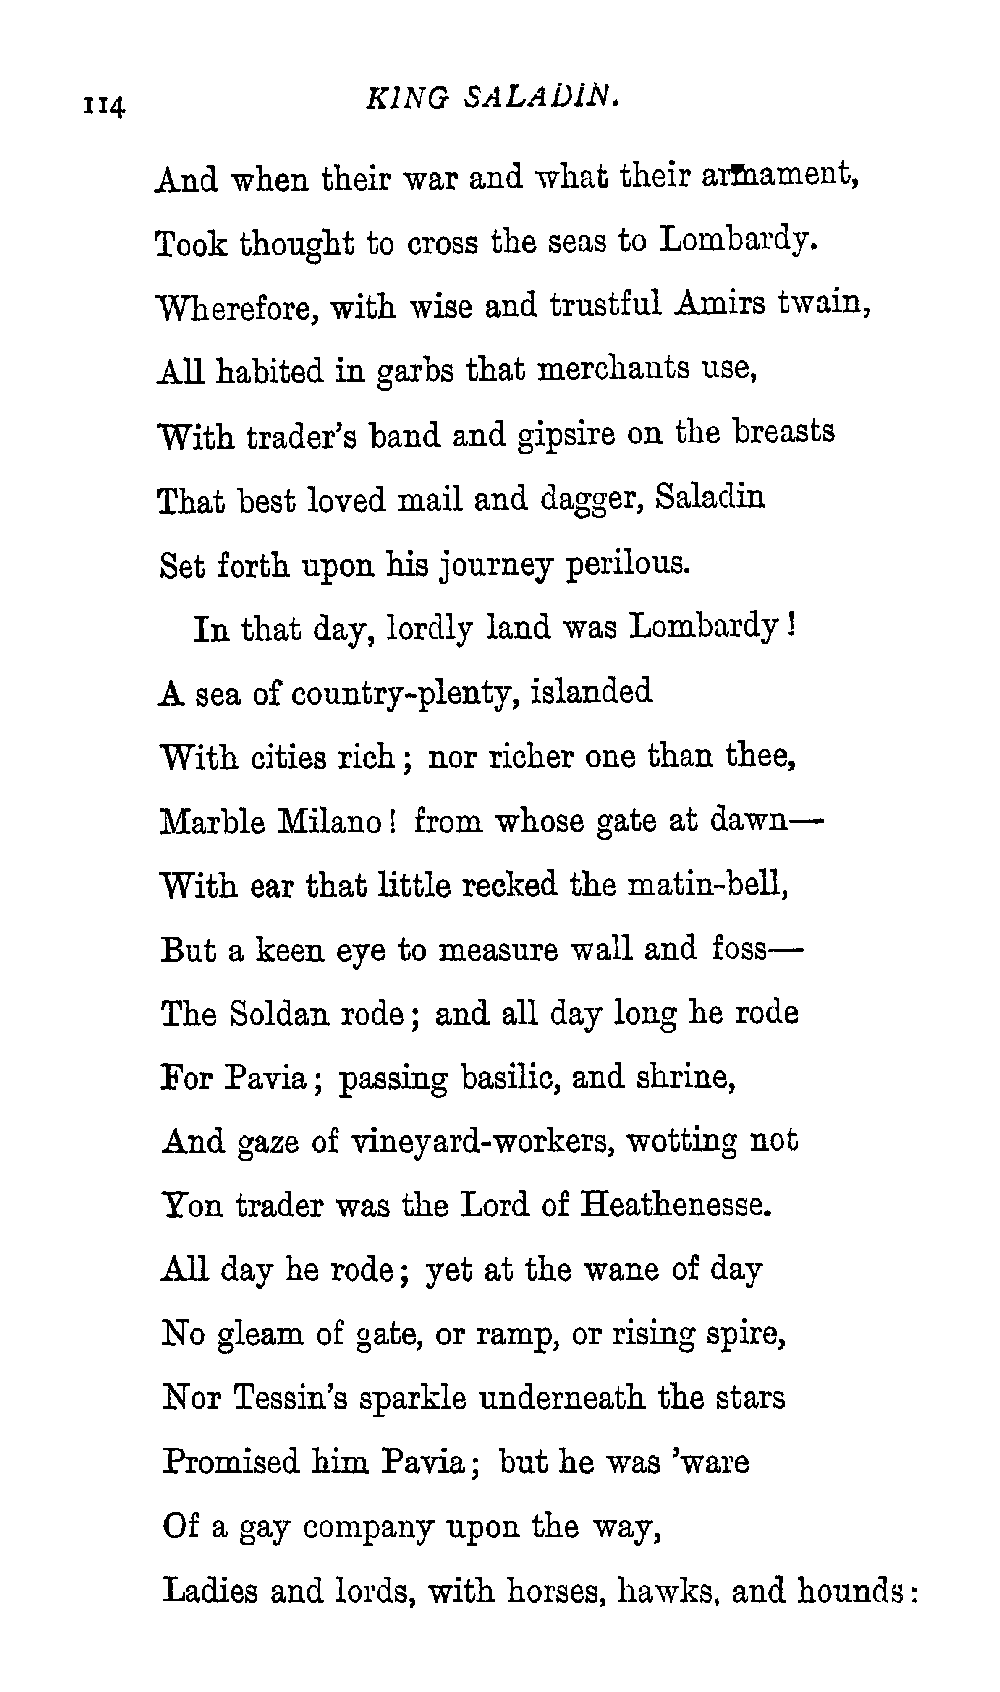 114 KING SALADIN.
And when their war and what their armament,
Took thought to cross the seas to Lombardy.
Wherefore, with wise and trustful Amirs twain,
All habited in garbs that merchants use,
With trader's band and gipsire on the breasts
That best loved mail and dagger, Saladin
Set forth upon his journey perilous.
In that day, lordly land was Lombardy!
A sea of country-plenty, islanded
With cities rich; nor richer one than thee,
Marble Milano! from whose gate at dawn—
With ear that little recked the matin-bell,
But a keen eye to measure wall and foss—
The Soldan rode; and all day long he rode
For Pavia; passing basilic, and shrine,
And gaze of vineyard-workers, wotting not
Yon trader was the Lord of Heathenesse.
All day he rode; yet at the wane of day
No gleam of gate, or ramp, or rising spire,
Nor Tessin's sparkle underneath the stars
Promised him Pavia; but he was 'ware
Of a gay company upon the way,
Ladies and lords, with horses, hawks, and hounds: